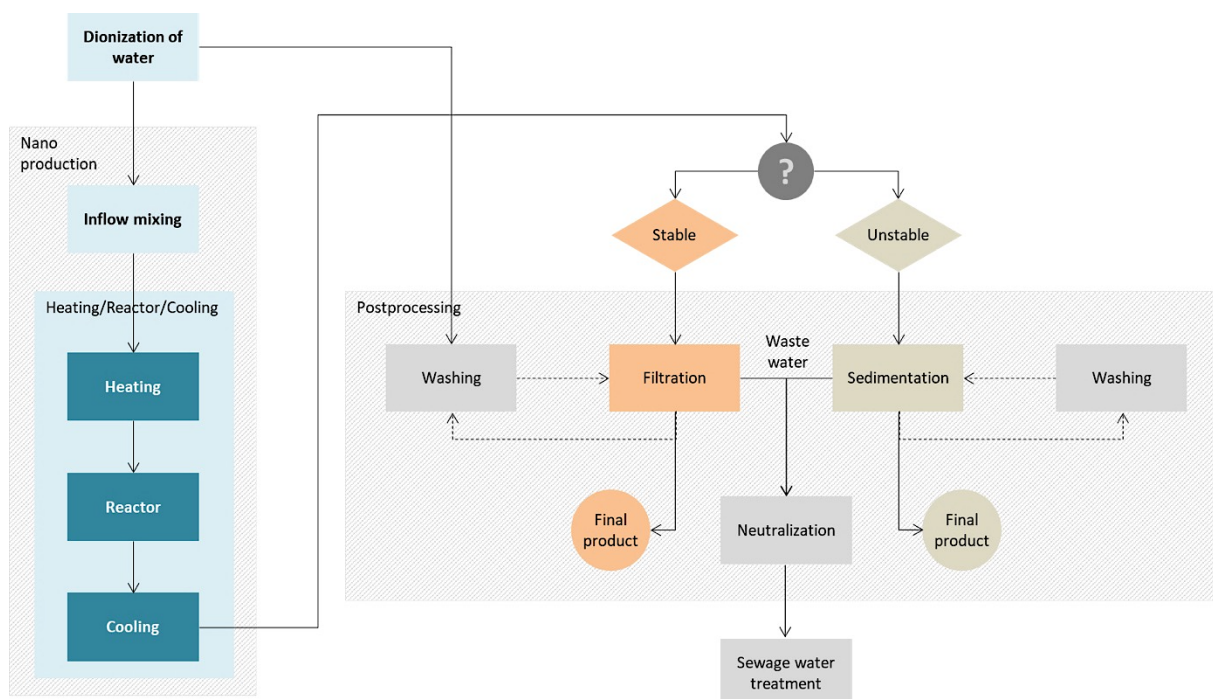 Dionization of
water
Nano
production
Inflow mixing
Heating/Reactor/Cooling
Heating
Reactor
Cooling
?
Stable
Unstable
Postprocessing
Washing
Filtration
Waste
water
Sedimentation
Washing
Final
product
Neutralization
Final
product
Sewage water
treatment